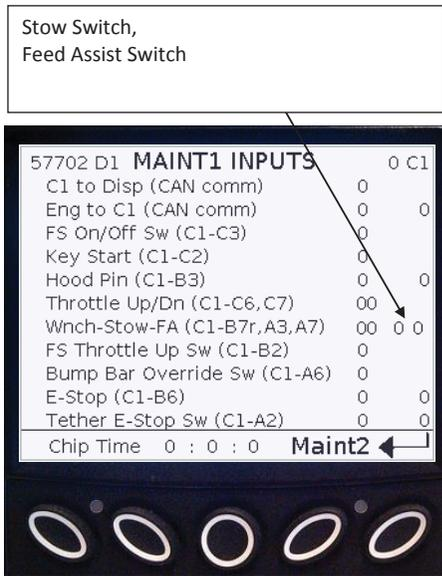 Stow Switch,
Feed Assist Switch
57702 D1 MAINT1 INPUTS 0 C1
C1 to Disp (CAN comm) 0
Eng to C1 (CAN comm) 0 0
FS On/Off Sw (C1-C3) 0
Key Start (C1-C2) 0
Hood Pin (C1-B3) 0 0
Throttle Up/Dn (C1-C6,C7) 00
Wnch-Stow-FA (C1-B7r,A3,A7) 00 0 0
FS Throttle Up Sw (C1-B2) 0
Bump Bar Override Sw (C1-A6) 0
E-Stop (C1-B6) 0 0
Tether E-Stop Sw (C1-A2) 0 0
Chip Time 0 : 0 : 0 Maint2